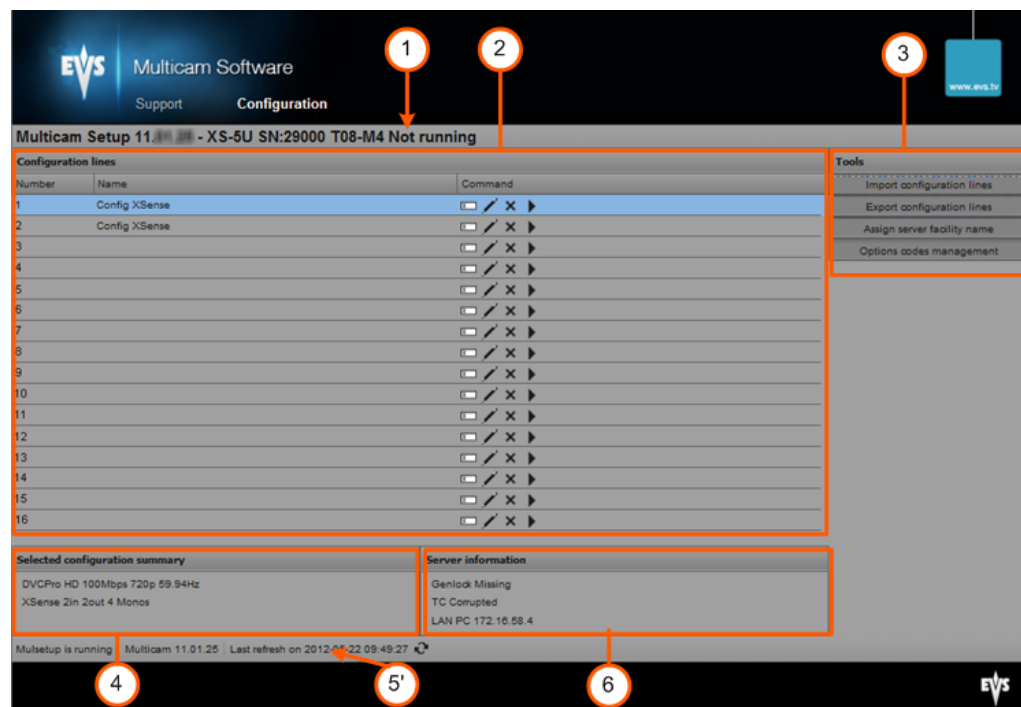 1
2
3
EVS
Multicam Software
www.evs.tv
Support Configuration
Multicam Setup 11. - XS-5U SN:29000 T08-M4 Not running
Configuration lines
Tools
Number Name Command
Import configuration lines
1 Config XSense
Export configuration lines
2 Config XSense
Assign server facility name
3
Options codes management
4
5
6
7
8
9
10
11
12
13
14
15
16
Selected configuration summary
Server information
DVCPro HD 100Mbps 720p 59.94Hz
Genlock Missing
XSense 2in 2out 4 Monos
TC Corrupted
LAN PC 172.16.58.4
Mulsetup is running Multicam 11.01.25 Last refresh on 2012-05-22 09:49:27
4
5'
6
EVS